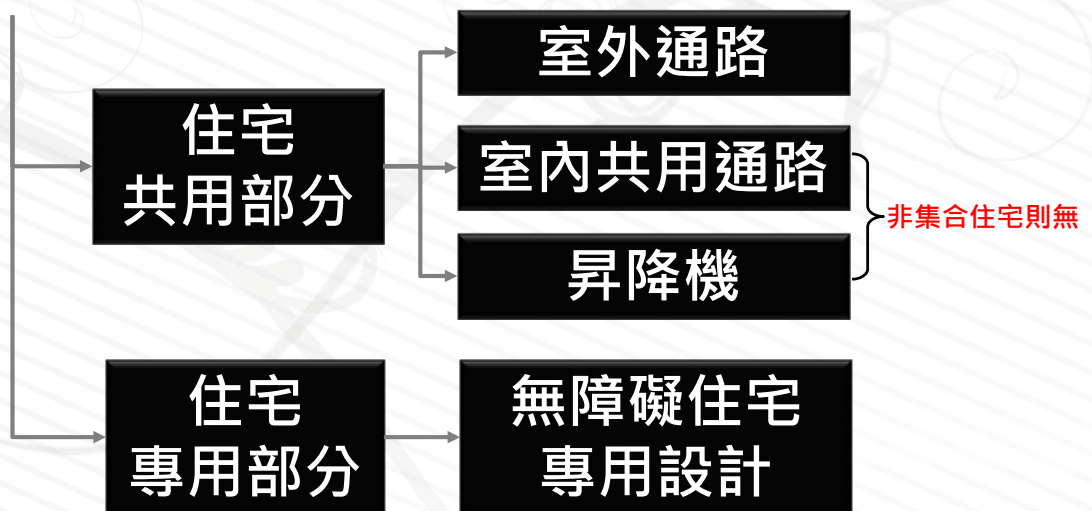 室外通路
住宅
共用部分
室內共用通路
非集合住宅則無
昇降機
住宅
專用部分
無障礙住宅
專用設計